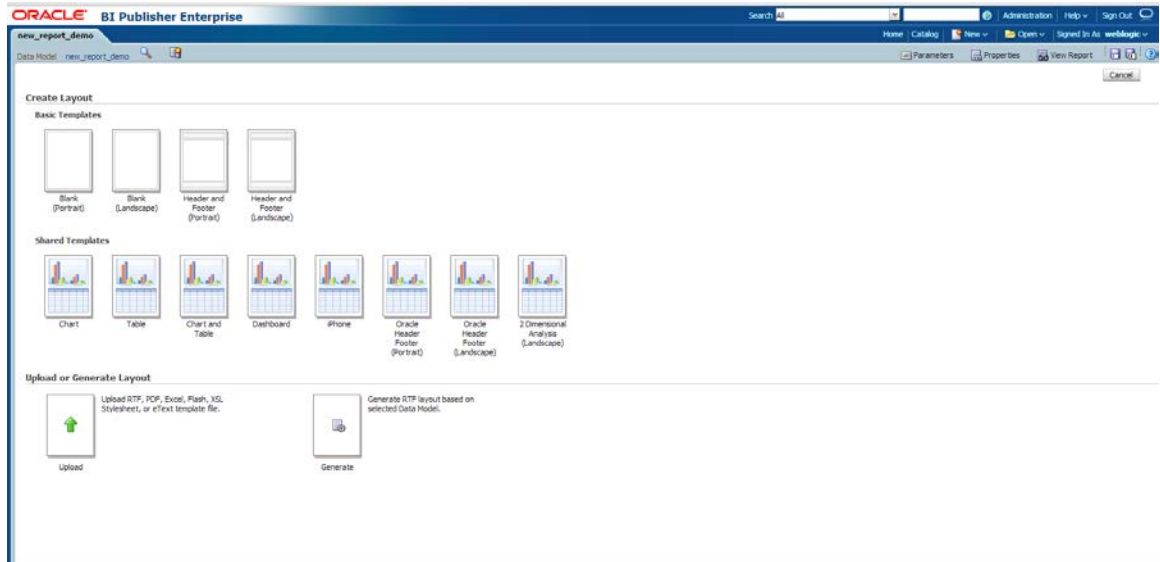 ORACLE BI Publisher Enterprise Search All Administration Help Sign Out
new_report_demo Home Catalog New Open Signed In As weblogic
Data Model new_report_demo Parameters Properties View Report
Cancel
Create Layout
Basic Templates
Blank
(Portrait)
Blank
(Landscape)
Header and
Footer
(Portrait)
Header and
Footer
(Landscape)
Shared Templates
Chart
Table
Chart and
Table
Dashboard
iPhone
Oracle
Header
Footer
(Portrait)
Oracle
Header
Footer
(Landscape)
2 Dimensional
Analysis
(Landscape)
Upload or Generate Layout
Upload RTF, PDF, Excel, Flash, XSL
Stylesheet, or eText template file.
Upload
Generate RTF layout based on
selected Data Model.
Generate